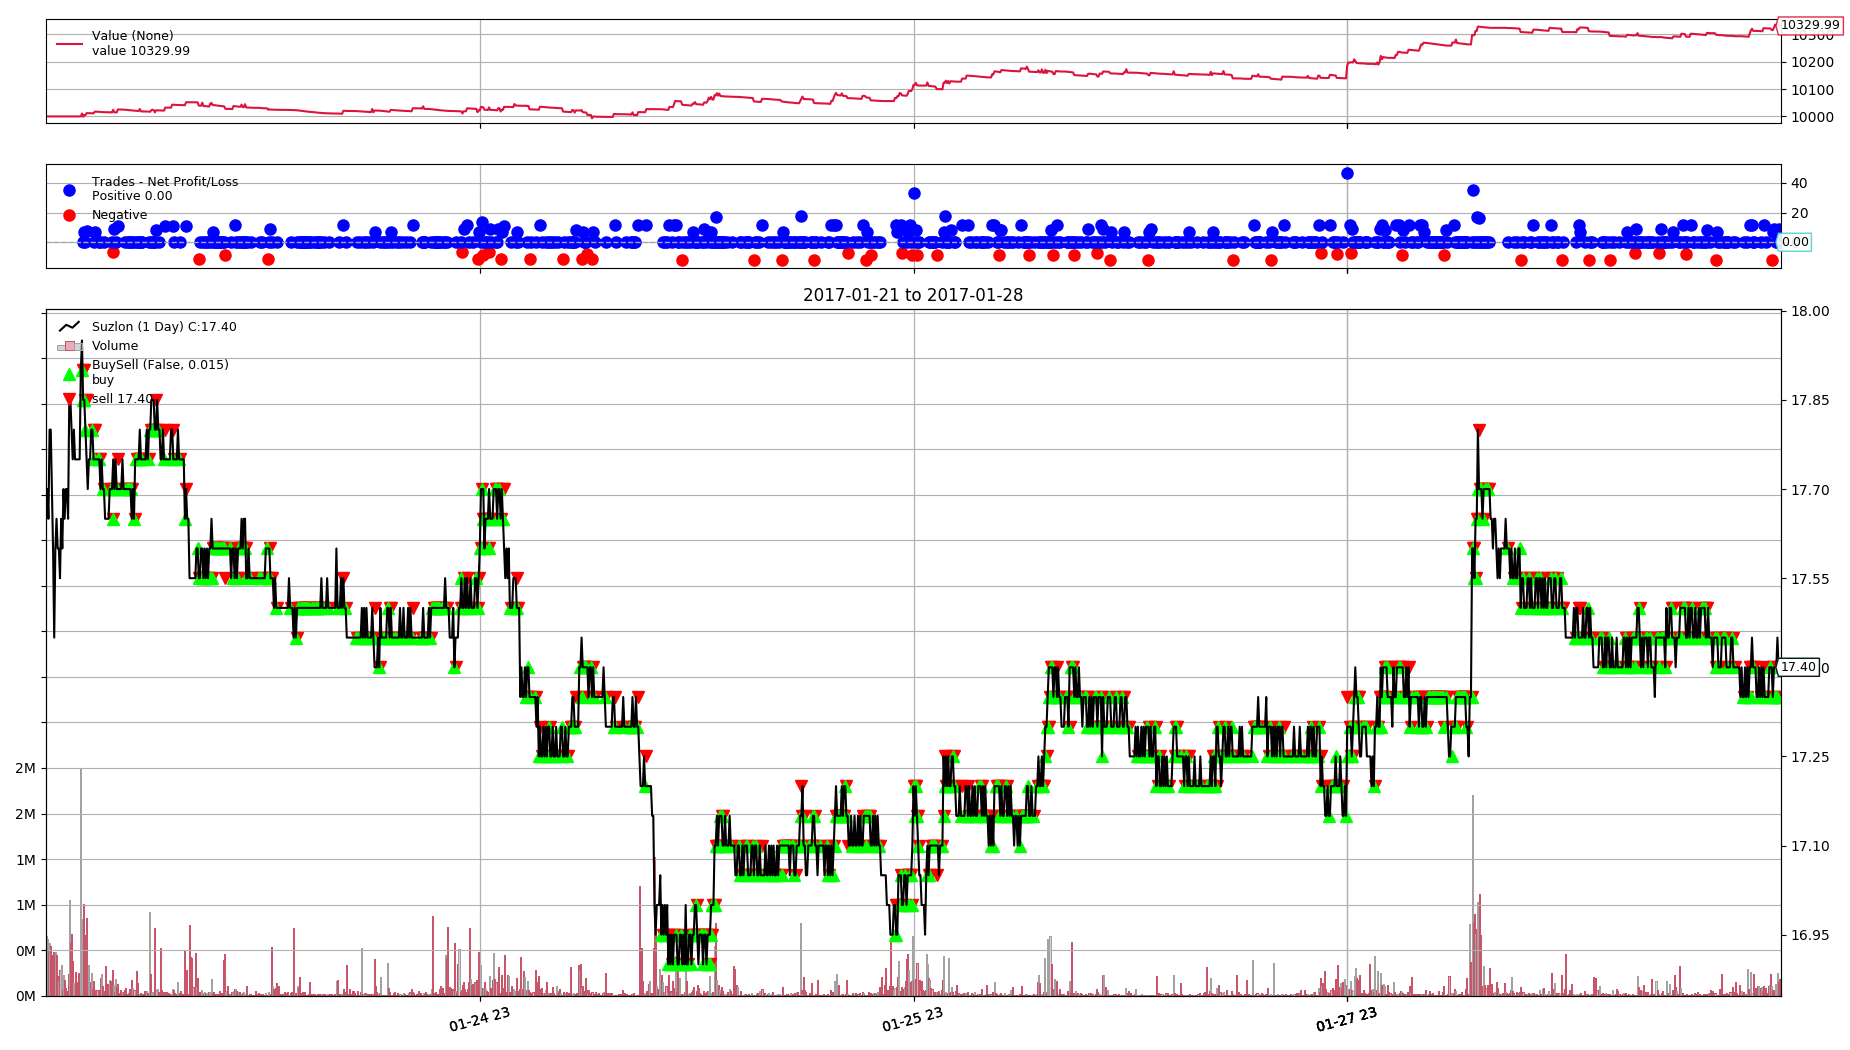 Value (None)
value 10329.99
10329.99
10300
10200
10100
10000
Trades - Net Profit/Loss
Positive 0.00
Negative
40
20
0.00
2017-01-21 to 2017-01-28
Suzlon (1 Day) C:17.40
Volume
BuySell (False, 0.015)
buy
sell 17.40
18.00
17.85
17.70
17.55
17.40
17.25
17.10
16.95
2M
2M
1M
1M
0M
0M
01-24 23
01-25 23
01-27 23